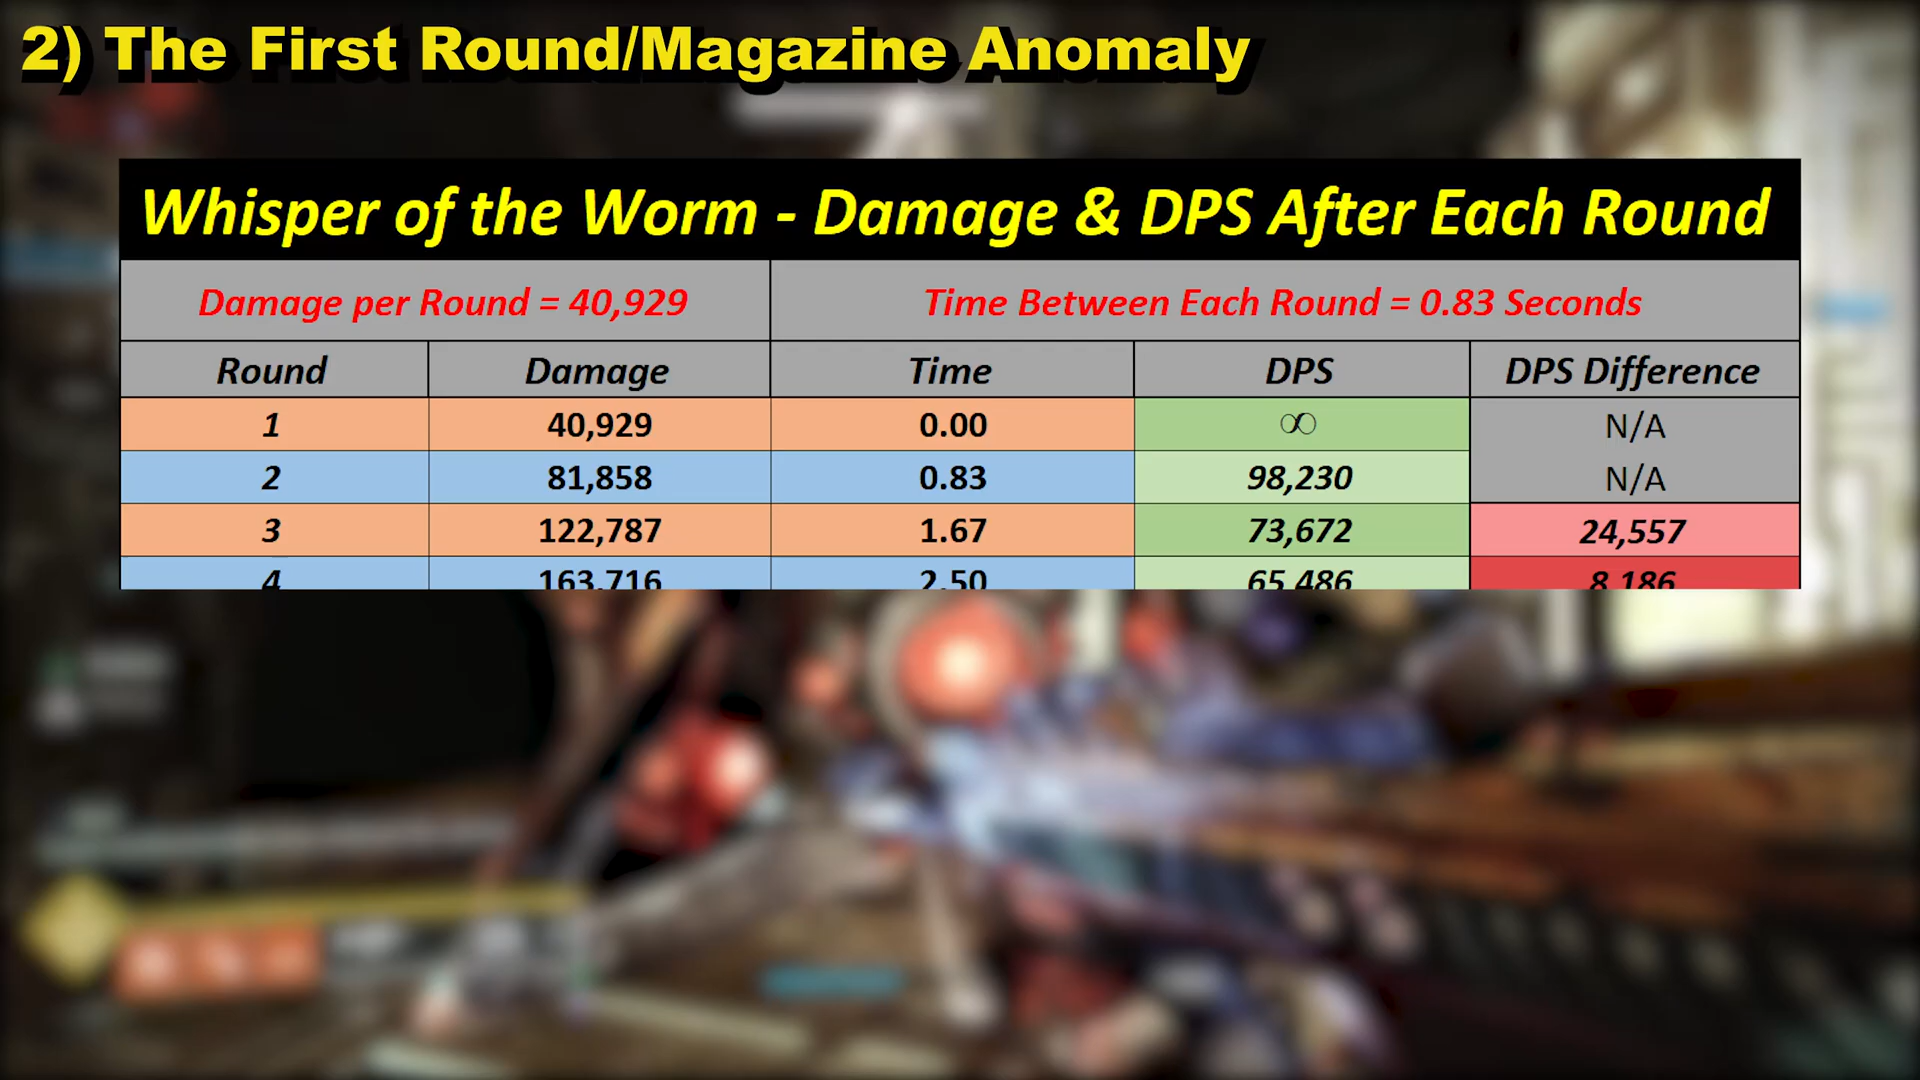 2) The First Round/Magazine Anomaly
Whisper of the Worm - Damage & DPS After Each Round
Damage per Round = 40,929 Time Between Each Round = 0.83 Seconds
Round Damage Time DPS DPS Difference
1 40,929 0.00 ∞ N/A
2 81,858 0.83 98,230 N/A
3 122,787 1.67 73,672 24,557
4 163,716 2.50 65,486 8,186